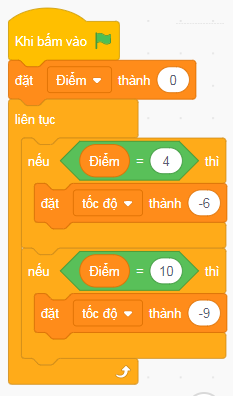 Khi bấm vào
đặt Điểm thành 0
liên tục
nếu Điểm = 4 thì
đặt tốc độ thành -6
nếu Điểm = 10 thì
đặt tốc độ thành -9